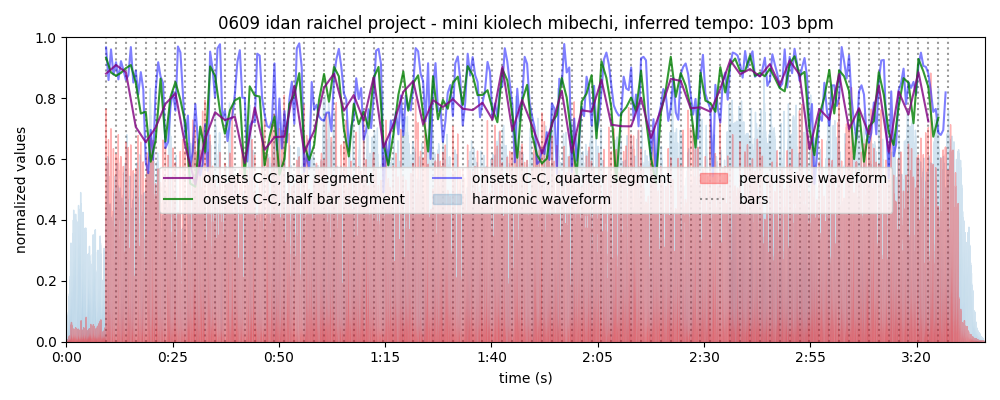 0609 idan raichel project - mini kiolech mibechi, inferred tempo: 103 bpm
normalized values
1.0
0.8
0.6
0.4
0.2
0.0
onsets C-C, bar segment
onsets C-C, half bar segment
onsets C-C, quarter segment
harmonic waveform
percussive waveform
bars
0:00 0:25 0:50 1:15 1:40 2:05 2:30 2:55 3:20
time (s)